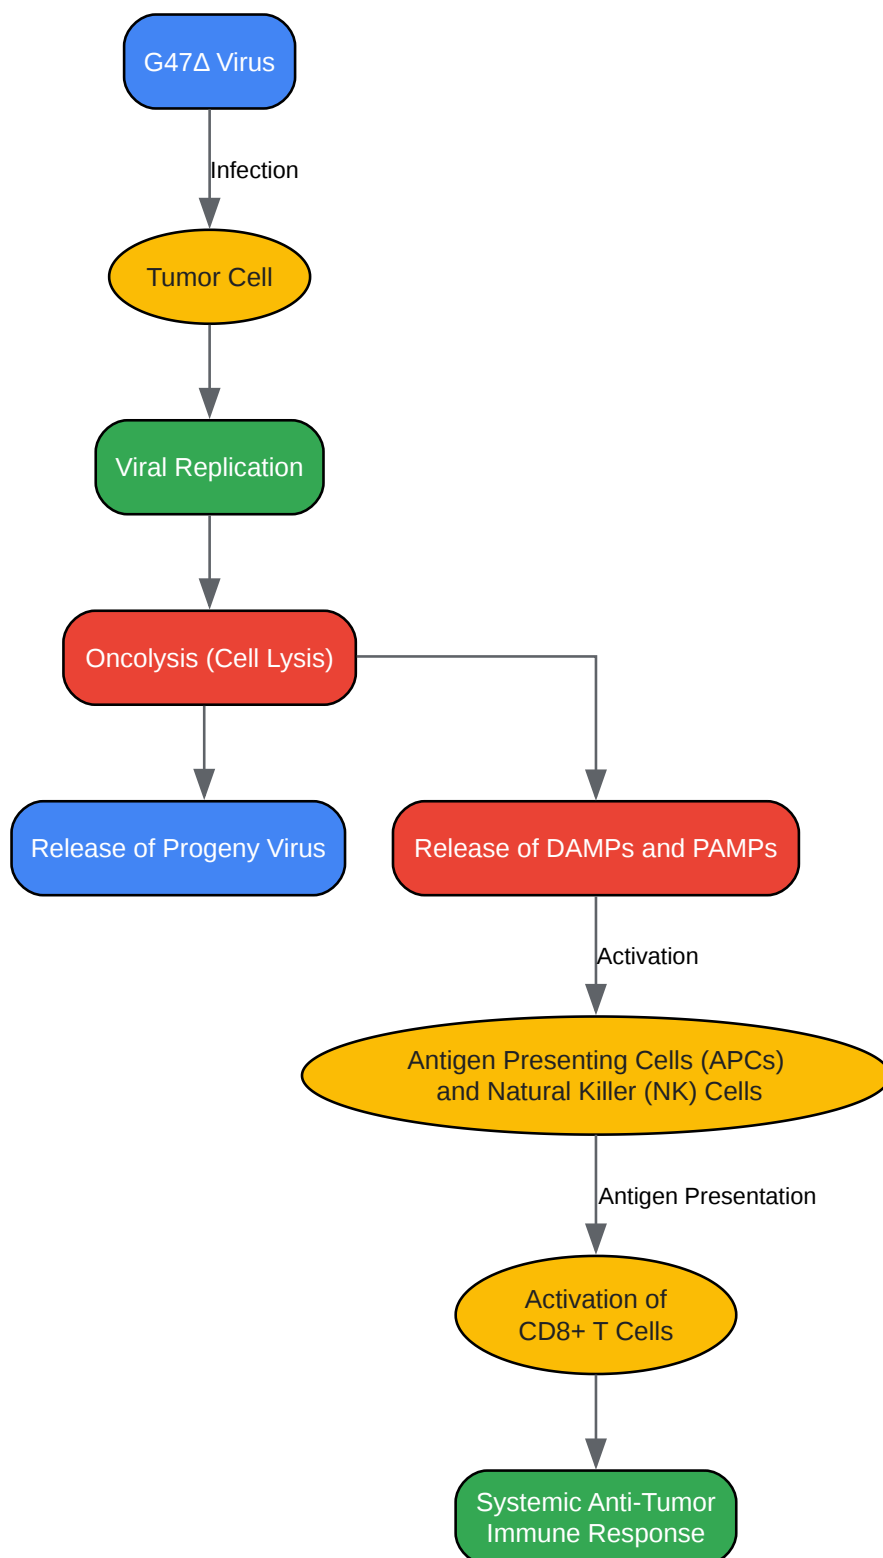 G47Δ Virus
Infection
Tumor Cell
Viral Replication
Oncolysis (Cell Lysis)
Release of Progeny Virus
Release of DAMPs and PAMPs
Activation
Antigen Presenting Cells (APCs)
and Natural Killer (NK) Cells
Antigen Presentation
Activation of
CD8+ T Cells
Systemic Anti-Tumor
Immune Response